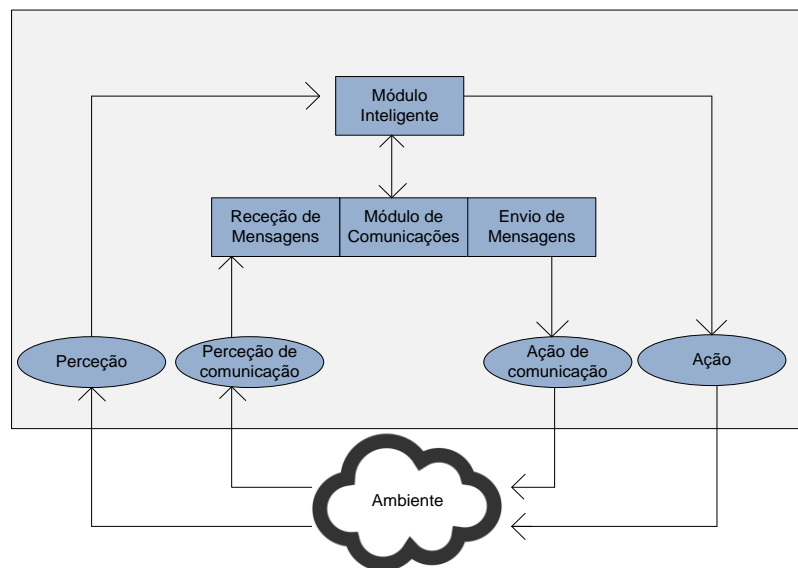 Módulo
Inteligente
Receção de
Mensagens
Módulo de
Comunicações
Envio de
Mensagens
Perceção
Perceção de
comunicação
Ação de
comunicação
Ação
Ambiente